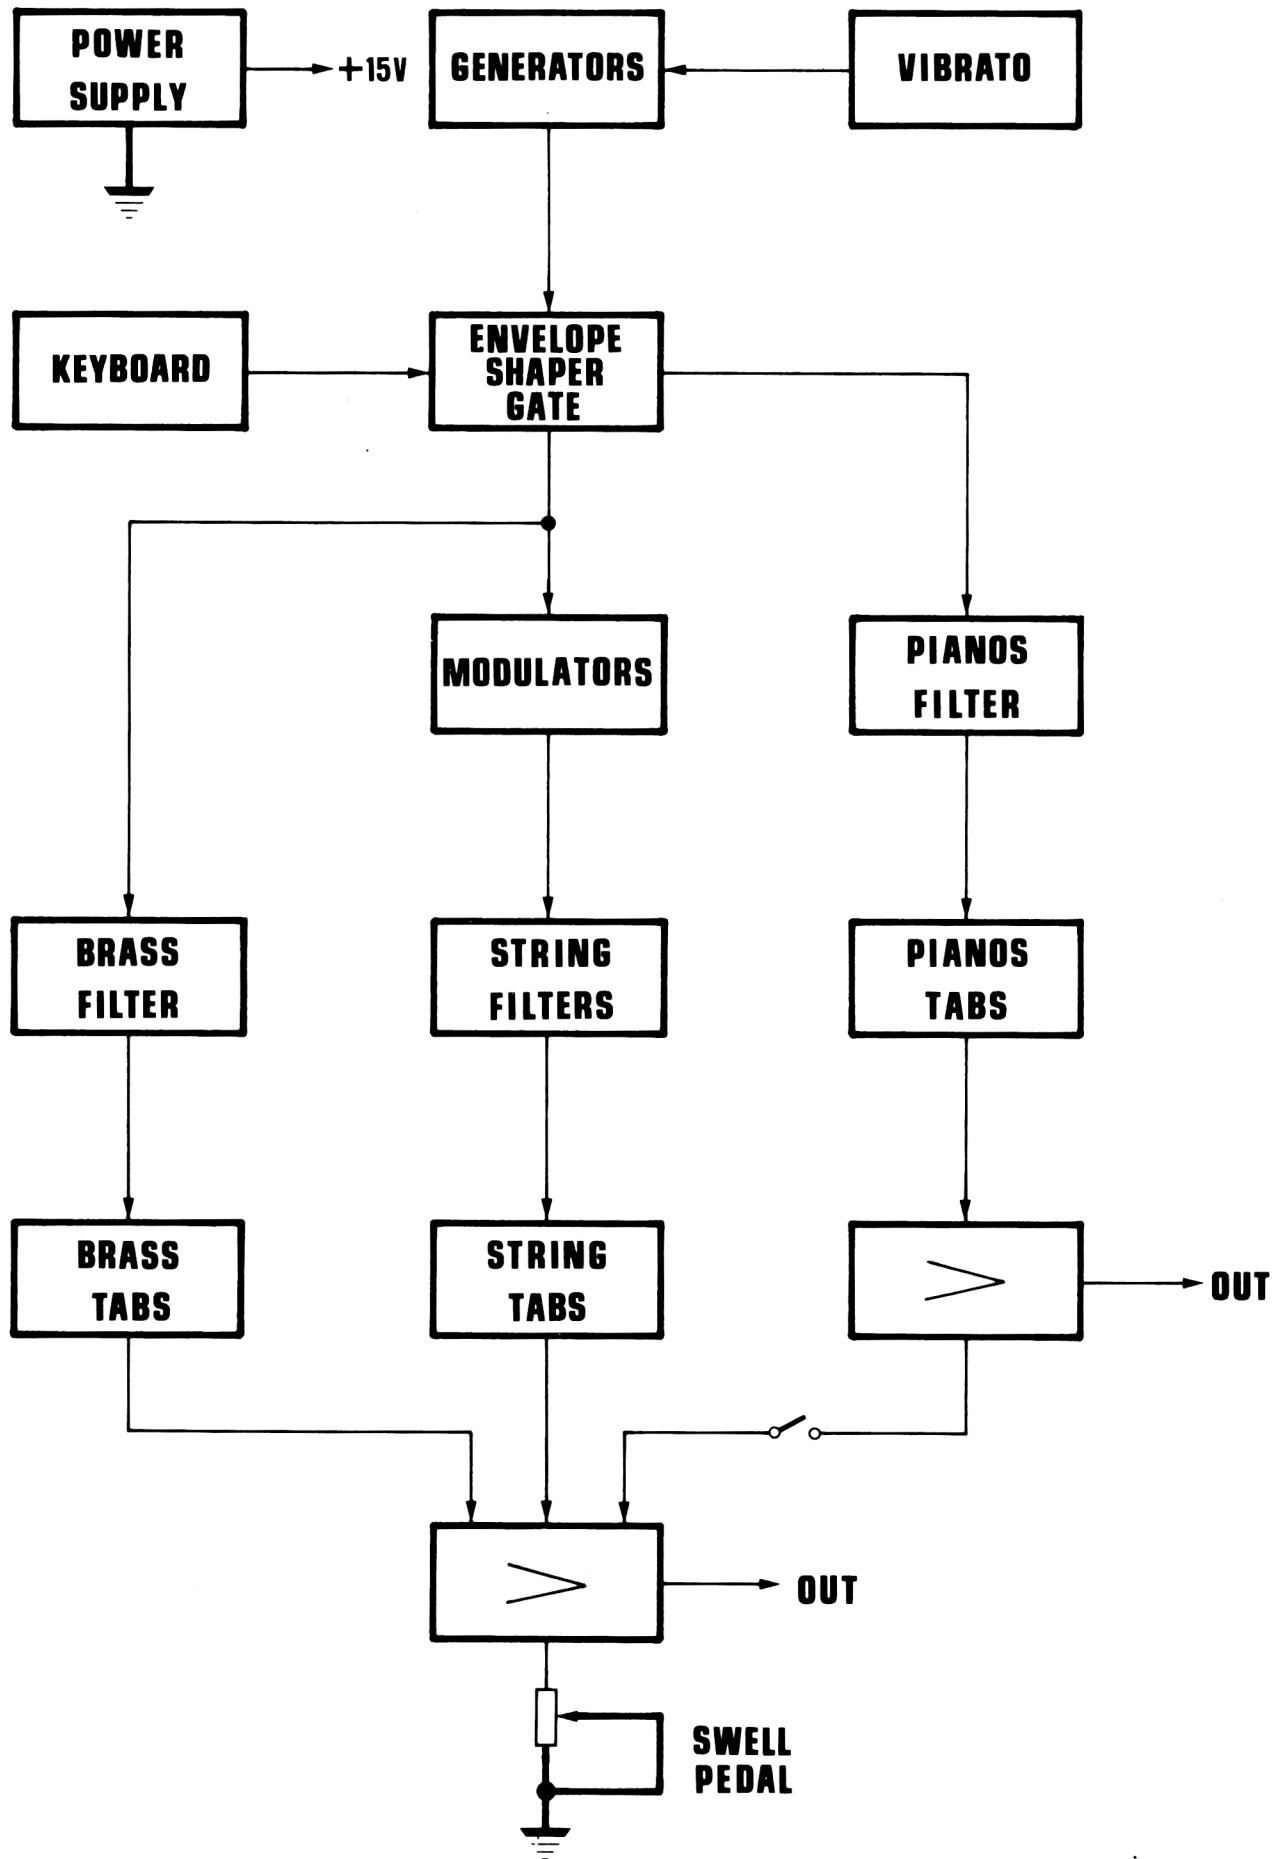 POWER
SUPPLY
+15V
GENERATORS
VIBRATO
KEYBOARD
ENVELOPE
SHAPER
GATE
MODULATORS
PIANOS
FILTER
BRASS
FILTER
STRING
FILTERS
PIANOS
TABS
BRASS
TABS
STRING
TABS
>
OUT
>
OUT
SWELL
PEDAL